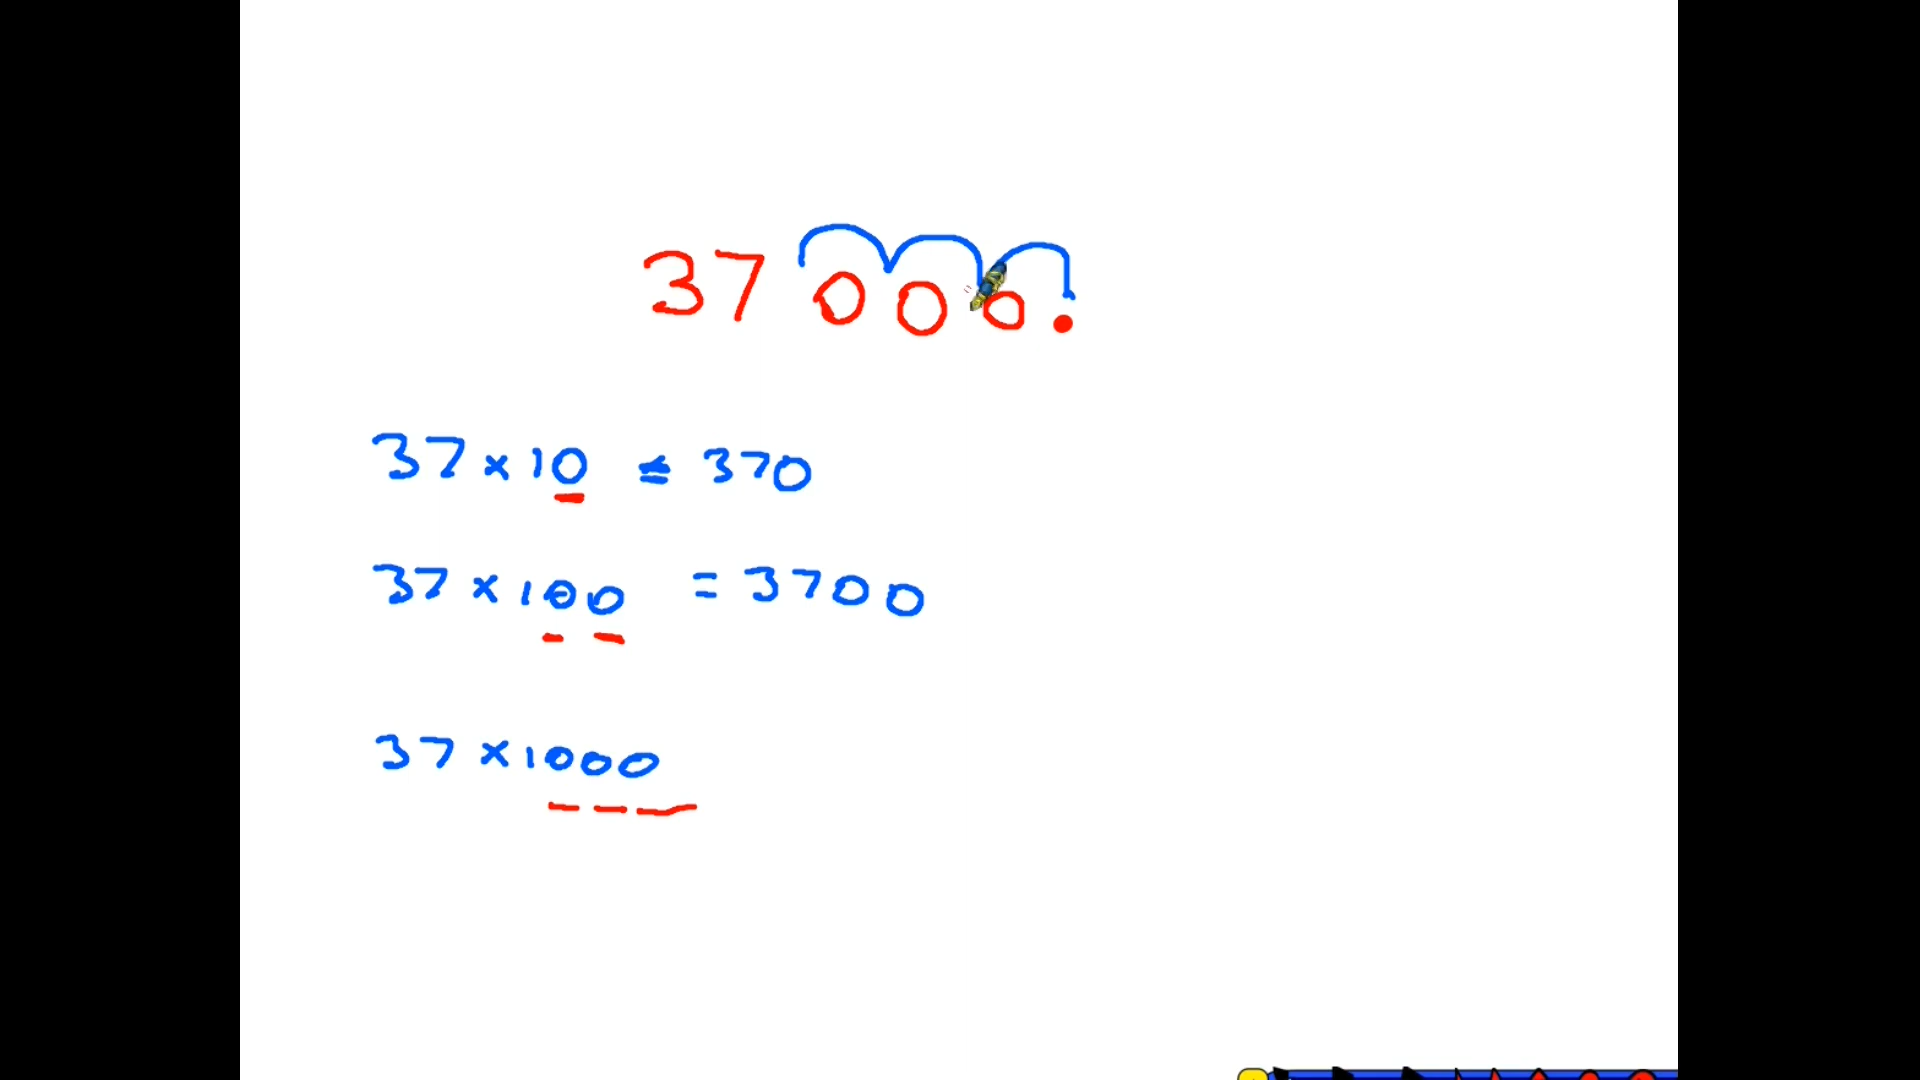 37000.
37 x 10 = 370
37 x 100 = 3700
37 x 1000